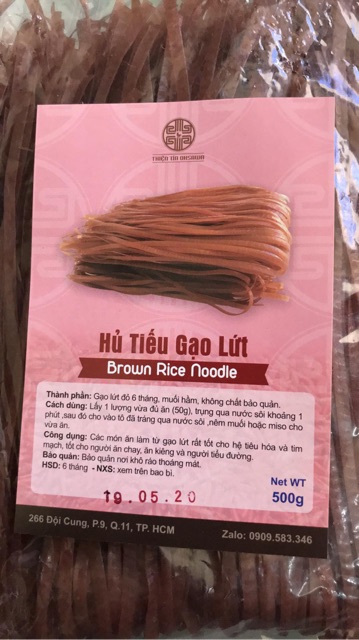 THIỆN TÀI MISHWA
Hủ Tiếu Gạo Lứt
Brown Rice Noodle
Thành phần: Gạo lứt đỏ 6 tháng, muối hầm, không chất bảo quản.
Cách dùng: Lấy 1 lượng vừa đủ ăn (50g), trụng qua nước sôi khoảng 1
phút ,sau đó cho vào tô đã tráng qua nước sôi ,nêm muối hoặc miso cho
vừa ăn.
Công dụng: Các món ăn làm từ gạo lứt rất tốt cho hệ tiêu hóa và tim
mạch, tốt cho người ăn chay, ăn kiêng và người tiểu đường.
Bảo quản: Bảo quản nơi khô ráo thoáng mát.
HSD: 6 tháng - NXS: xem trên bao bì.
Net WT
500g
19.05.20
266 Đội Cung, P.9, Q.11, TP. HCM
Zalo: 0909.583.346